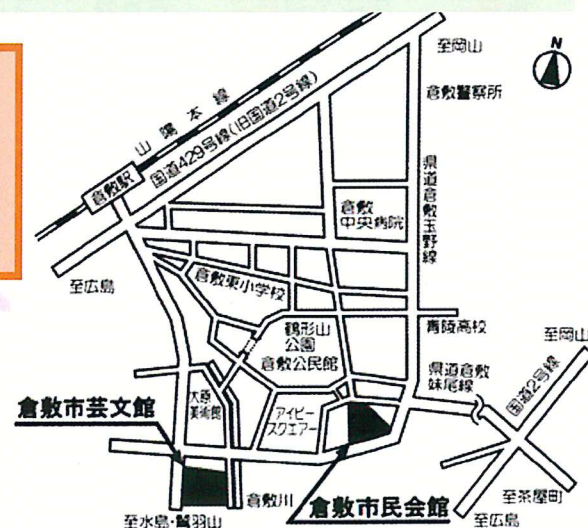 至岡山
N
倉敷警察所
山陽本線
国道429号線(旧国道2号線)
倉敷駅
県道倉敷玉野線
倉敷
中央病院
至広島
倉敷東小学校
鶴形山
公園
青陵高校
倉敷公民館
至岡山
県道倉敷
妹尾線
国道2号線
大原
美術館
アイビー
スクエアー
倉敷市芸文館
倉敷川
倉敷市民会館
至水島・鷲羽山
至茶屋町
至広島